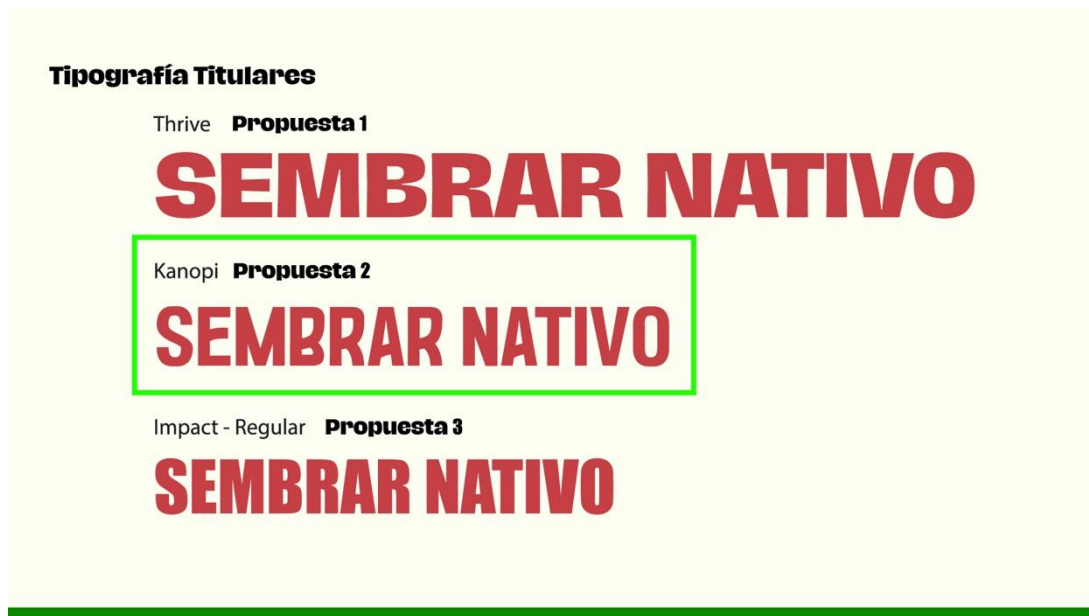 Tipografía Titulares
Thrive Propuesta 1
SEMBRAR NATIVO
Kanopi Propuesta 2
SEMBRAR NATIVO
Impact - Regular Propuesta 3
SEMBRAR NATIVO